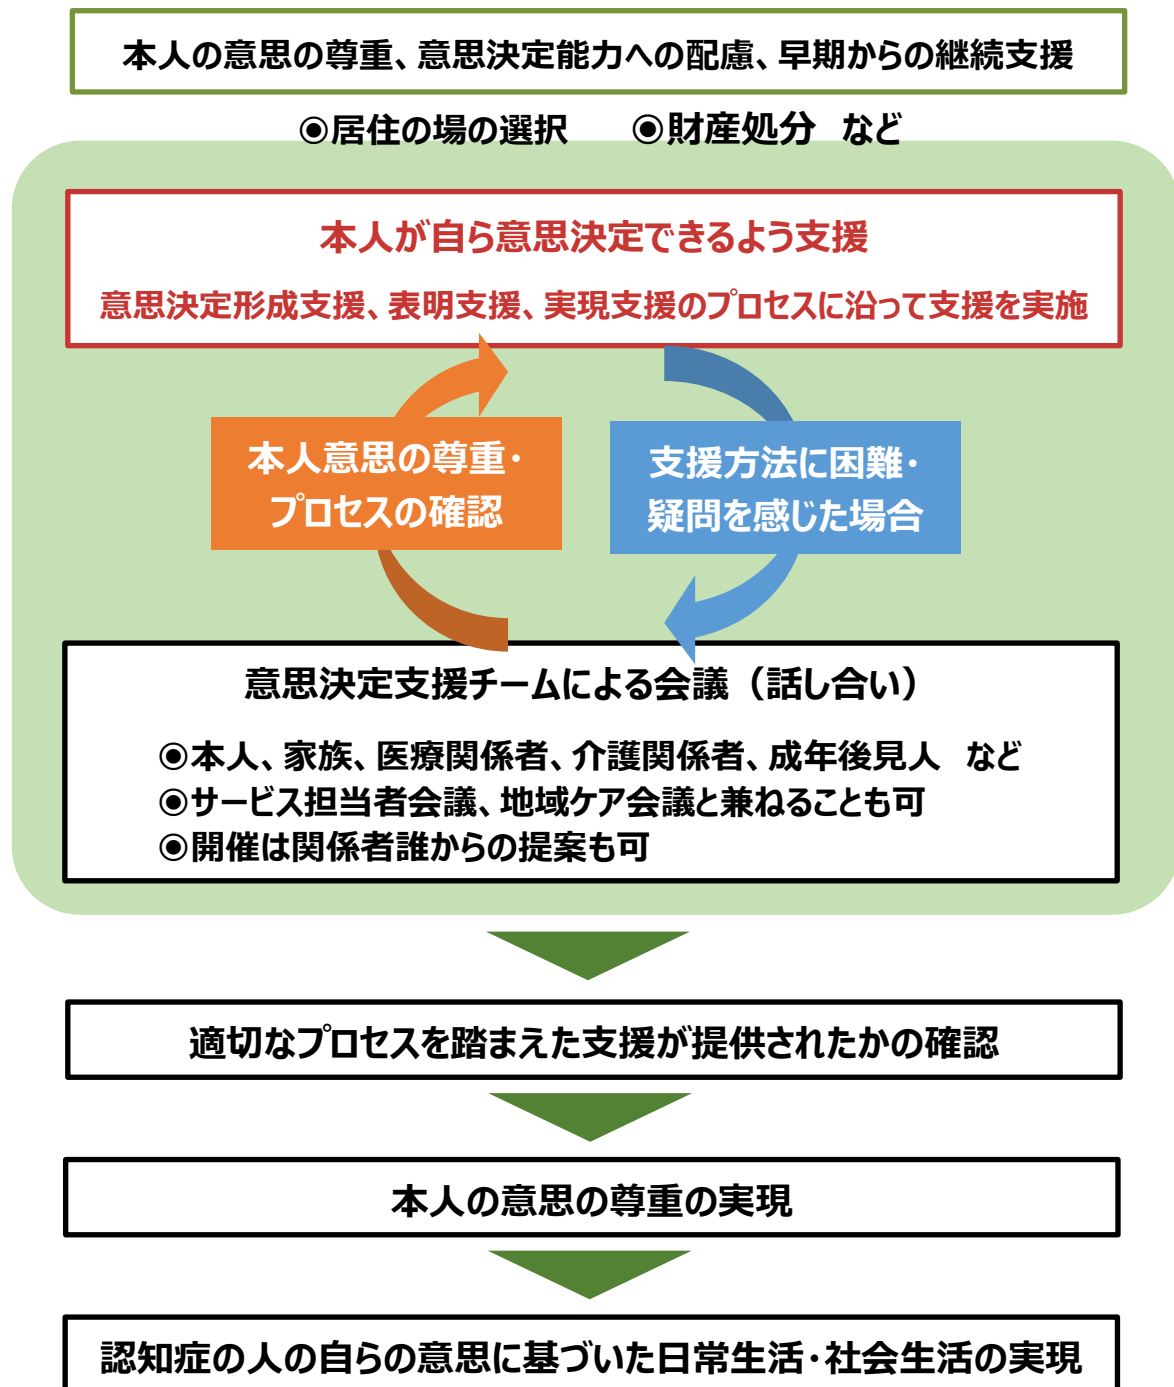 本人の意思の尊重、意思決定能力への配慮、早期からの継続支援
◉居住の場の選択　　◉財産処分　など
本人が自ら意思決定できるよう支援
意思決定形成支援、表明支援、実現支援のプロセスに沿って支援を実施
本人意思の尊重・
プロセスの確認
支援方法に困難・
疑問を感じた場合
意思決定支援チームによる会議（話し合い）
◉本人、家族、医療関係者、介護関係者、成年後見人　など
◉サービス担当者会議、地域ケア会議と兼ねることも可
◉開催は関係者誰からの提案も可
適切なプロセスを踏まえた支援が提供されたかの確認
本人の意思の尊重の実現
認知症の人の自らの意思に基づいた日常生活・社会生活の実現